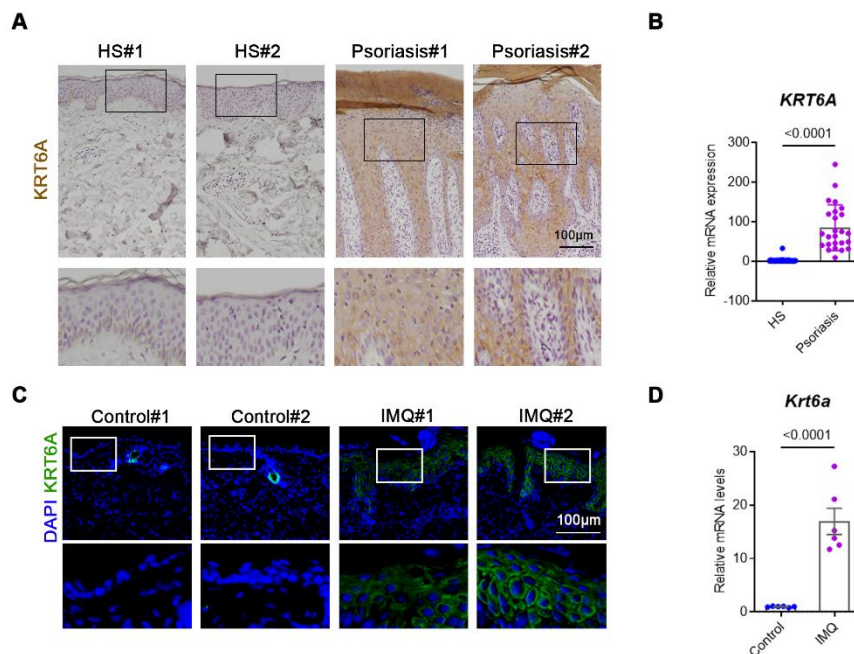 A
HS#1 HS#2 Psoriasis#1 Psoriasis#2
KRT6A
100μm
B
KRT6A
<0.0001
Relative mRNA expression
300
200
100
0
-100
HS
Psoriasis
C
Control#1 Control#2 IMQ#1 IMQ#2
DAPI KRT6A
100μm
D
Krt6a
<0.0001
Relative mRNA levels
30
20
10
0
Control
IMQ